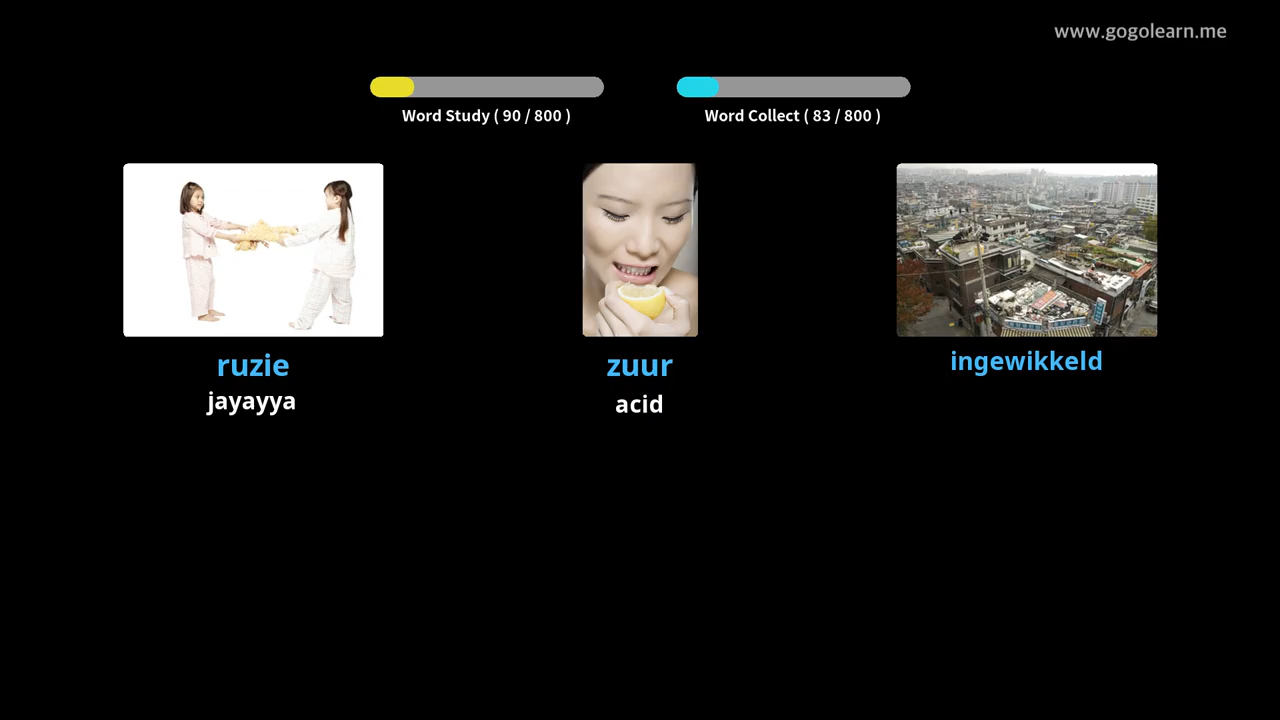 www.gogolearn.me
Word Study ( 90 / 800 )
Word Collect ( 83 / 800 )
ruzie
jayayya
zuur
acid
ingewikkeld